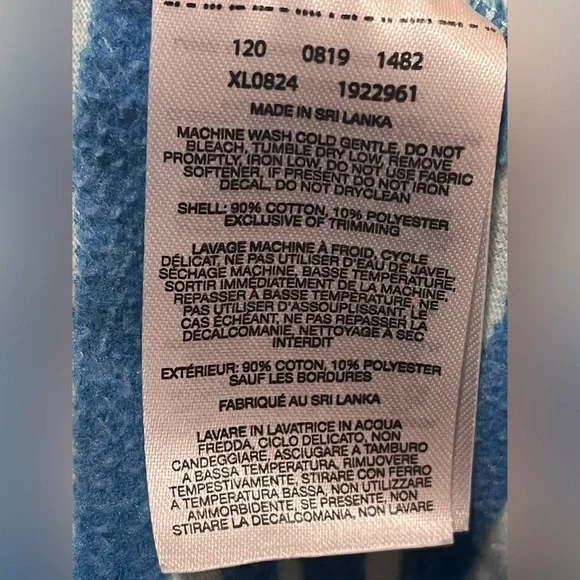 120 0819 1482
XL0824 1922961
MADE IN SRI LANKA
MACHINE WASH COLD GENTLE, DO NOT
BLEACH, TUMBLE DRY LOW, REMOVE
PROMPTLY, IRON LOW, DO NOT USE FABRIC
SOFTENER, IF PRESENT DO NOT IRON
DECAL, DO NOT DRYCLEAN
SHELL: 90% COTTON, 10% POLYESTER
EXCLUSIVE OF TRIMMING
LAVAGE MACHINE À FROID, CYCLE
DÉLICAT, NE PAS UTILISER D'EAU DE JAVEL,
SÉCHAGE MACHINE, BASSE TEMPÉRATURE,
SORTIR IMMÉDIATEMENT DE LA MACHINE,
REPASSER À BASSE TEMPÉRATURE, NE
PAS UTILISER D'ASSOUPLISSANT. LE
CAS ÉCHÉANT, NE PAS REPASSER LA
DÉCALCOMANIE, NETTOYAGE À SEC
INTERDIT
EXTÉRIEUR: 90% COTON, 10% POLYESTER
SAUF LES BORDURES
FABRIQUÉ AU SRI LANKA
LAVARE IN LAVATRICE IN ACQUA
FREDDA, CICLO DELICATO, NON
CANDEGGIARE, ASCIUGARE A TAMBURO
A BASSA TEMPERATURA, RIMUOVERE
TEMPESTIVAMENTE, STIRARE CON FERRO
A TEMPERATURA BASSA, NON UTILIZZARE
AMMORBIDENTE, SE PRESENTE, NON
STIRARE LA DECALCOMANIA, NON LAVARE